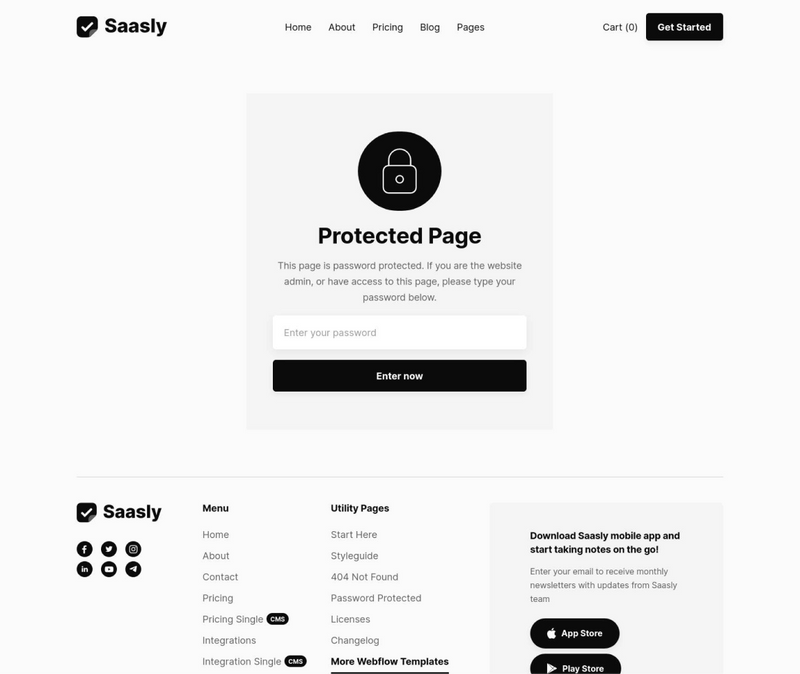 Saasly
Home About Pricing Blog Pages
Cart (0) Get Started
Protected Page
This page is password protected. If you are the website
admin, or have access to this page, please type your
password below.
Enter your password
Enter now
Saasly
Menu
Home
About
Contact
Pricing
Pricing Single CMS
Integrations
Integration Single CMS
Utility Pages
Start Here
Styleguide
404 Not Found
Password Protected
Licenses
Changelog
More Webflow Templates
Download Saasly mobile app and
start taking notes on the go!
Enter your email to receive monthly
newsletters with updates from Saasly
team
App Store
Play Store